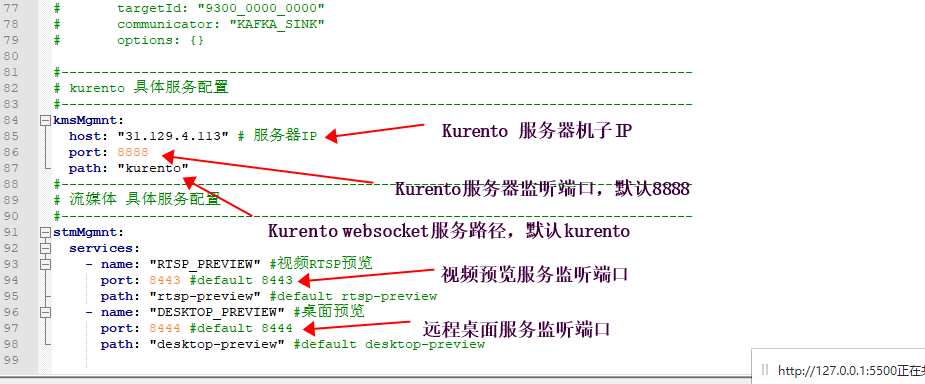 77 # targetId: "9300_0000_0000"
78 # communicator: "KAFKA_SINK"
79 # options: {}
80
81 #-------------------------------------------------------------------------------
82 # kurento 具体服务配置
83 #-------------------------------------------------------------------------------
84 kmsMgmnt:
85 host: "31.129.4.113" # 服务器IP
Kurento 服务器机子IP
86 port: 8888
87 path: "kurento"
Kurento服务器监听端口，默认8888
88 #-------------------------------------------------------------------------------
89 # 流媒体 具体服务配置
90 #-------------------------------------------------------------------------------
Kurento websocket服务路径，默认kurento
91 stmMgmnt:
92 services:
93 - name: "RTSP_PREVIEW" #视频RTSP预览
94 port: 8443 #default 8443
视频预览服务监听端口
95 path: "rtsp-preview" #default rtsp-preview
96 - name: "DESKTOP_PREVIEW" #桌面预览
97 port: 8444 #default 8444
远程桌面服务监听端口
98 path: "desktop-preview" #default desktop-preview
99
http://127.0.0.1:5500正在